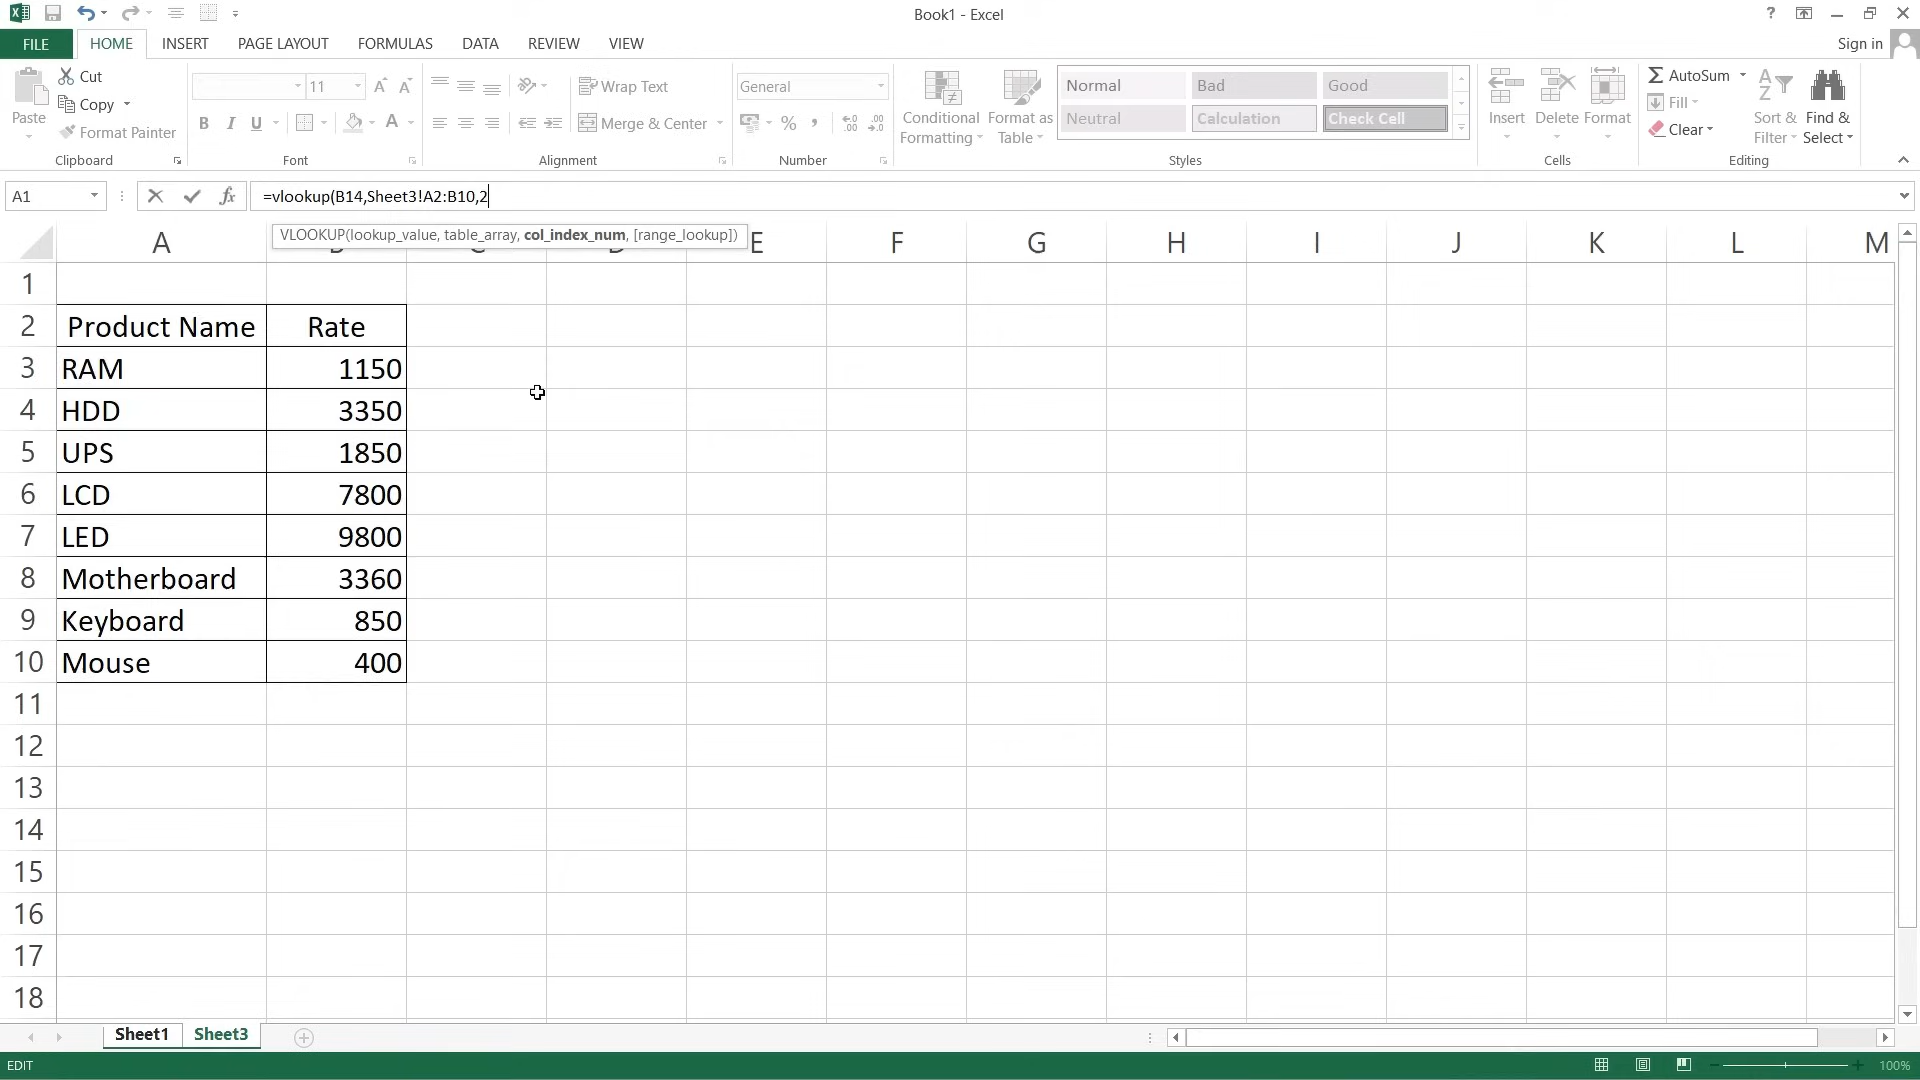 Book1 - Excel
?
FILE HOME INSERT PAGE LAYOUT FORMULAS DATA REVIEW VIEW
Sign in
Paste
Cut
Copy
Format Painter
Clipboard
11
A A
B I U
A
Font
Wrap Text
Merge & Center
Alignment
General
% ,
Number
Conditional
Formatting
Format as
Table
Normal Bad Good
Neutral Calculation Check Cell
Styles
Insert Delete Format
Cells
AutoSum
Fill
Clear
Sort &
Filter
Find &
Select
Editing
A1
fx
=vlookup(B14,Sheet3!A2:B10,2
VLOOKUP(lookup_value, table_array, col_index_num, [range_lookup])
A E F G H I J K L M
1
2 Product Name Rate
3 RAM 1150
4 HDD 3350
5 UPS 1850
6 LCD 7800
7 LED 9800
8 Motherboard 3360
9 Keyboard 850
10 Mouse 400
11
12
13
14
15
16
17
18
Sheet1 Sheet3
EDIT
100%